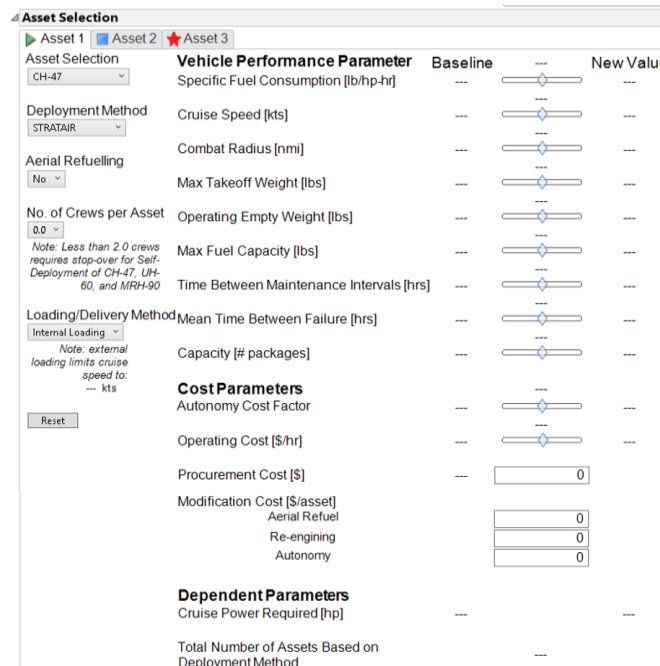 Asset Selection
Asset 1 Asset 2 Asset 3
Asset Selection
CH-47
Deployment Method
STRATAIR
Aerial Refuelling
No
No. of Crews per Asset
0.0
Note: Less than 2.0 crews
requires stop-over for Self-
Deployment of CH-47, UH-
60, and MRH-90
Loading/Delivery Method
Internal Loading
Note: external
loading limits cruise
speed to:
--- kts
Reset
Vehicle Performance Parameter Baseline --- New Valu
Specific Fuel Consumption [lb/hp-hr] --- ---
---
Cruise Speed [kts] --- ---
---
Combat Radius [nmi] --- ---
---
Max Takeoff Weight [lbs] --- ---
---
Operating Empty Weight [lbs] --- ---
---
Max Fuel Capacity [lbs] --- ---
---
Time Between Maintenance Intervals [hrs] --- ---
---
Mean Time Between Failure [hrs] --- ---
---
Capacity [# packages] --- ---
Cost Parameters ---
Autonomy Cost Factor --- ---
---
Operating Cost [$/hr] --- ---
Procurement Cost [$] --- 0
Modification Cost [$/asset]
Aerial Refuel 0
Re-engining 0
Autonomy 0
Dependent Parameters
Cruise Power Required [hp] --- ---
Total Number of Assets Based on
Deployment Method ---